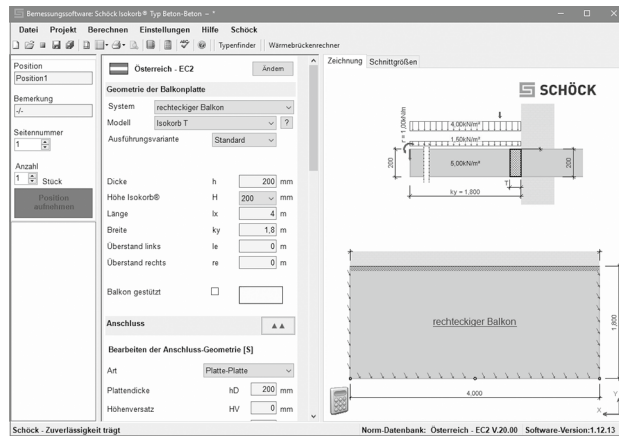 Bemessungssoftware: Schöck Isokorb® Typ Beton-Beton - *
Datei Projekt Berechnen Einstellungen Hilfe Schöck
Typenfinder Wärmebrückenrechner
Position
Position1
Bemerkung
-/-
Seitennummer
1
Anzahl
1 Stück
Position aufnehmen
Österreich - EC2 Ändern
Geometrie der Balkonplatte
System rechteckiger Balkon
Modell Isokorb T ?
Ausführungsvariante Standard
Dicke h 200 mm
Höhe Isokorb® H 200 mm
Länge lx 4 m
Breite ky 1,8 m
Überstand links le 0 m
Überstand rechts re 0 m
Balkon gestützt
Anschluss
Bearbeiten der Anschluss-Geometrie [S]
Art Platte-Platte
Plattendicke hD 200 mm
Höhenversatz HV 0 mm
Zeichnung Schnittgrößen
SCHÖCK
r = 1,00kN/m
4,00kN/m²
1,50kN/m²
200
5,00kN/m³
200
T
ky = 1,800
rechteckiger Balkon
1,800
4,000
Y
X
Schöck - Zuverlässigkeit trägt
Norm-Datenbank: Österreich - EC2 V.20.00 Software-Version:1.12.13